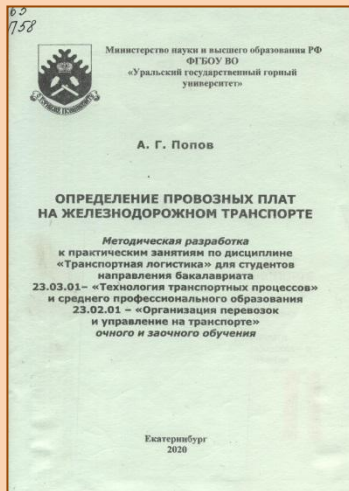 65
758
Министерство науки и высшего образования РФ
ФГБОУ ВО
«Уральский государственный горный
университет»
А. Г. Попов
ОПРЕДЕЛЕНИЕ ПРОВОЗНЫХ ПЛАТ
НА ЖЕЛЕЗНОДОРОЖНОМ ТРАНСПОРТЕ
Методическая разработка
к практическим занятиям по дисциплине
«Транспортная логистика» для студентов
направления бакалавриата
23.03.01– «Технология транспортных процессов»
и среднего профессионального образования
23.02.01 – «Организация перевозок
и управление на транспорте»
очного и заочного обучения
Екатеринбург
2020